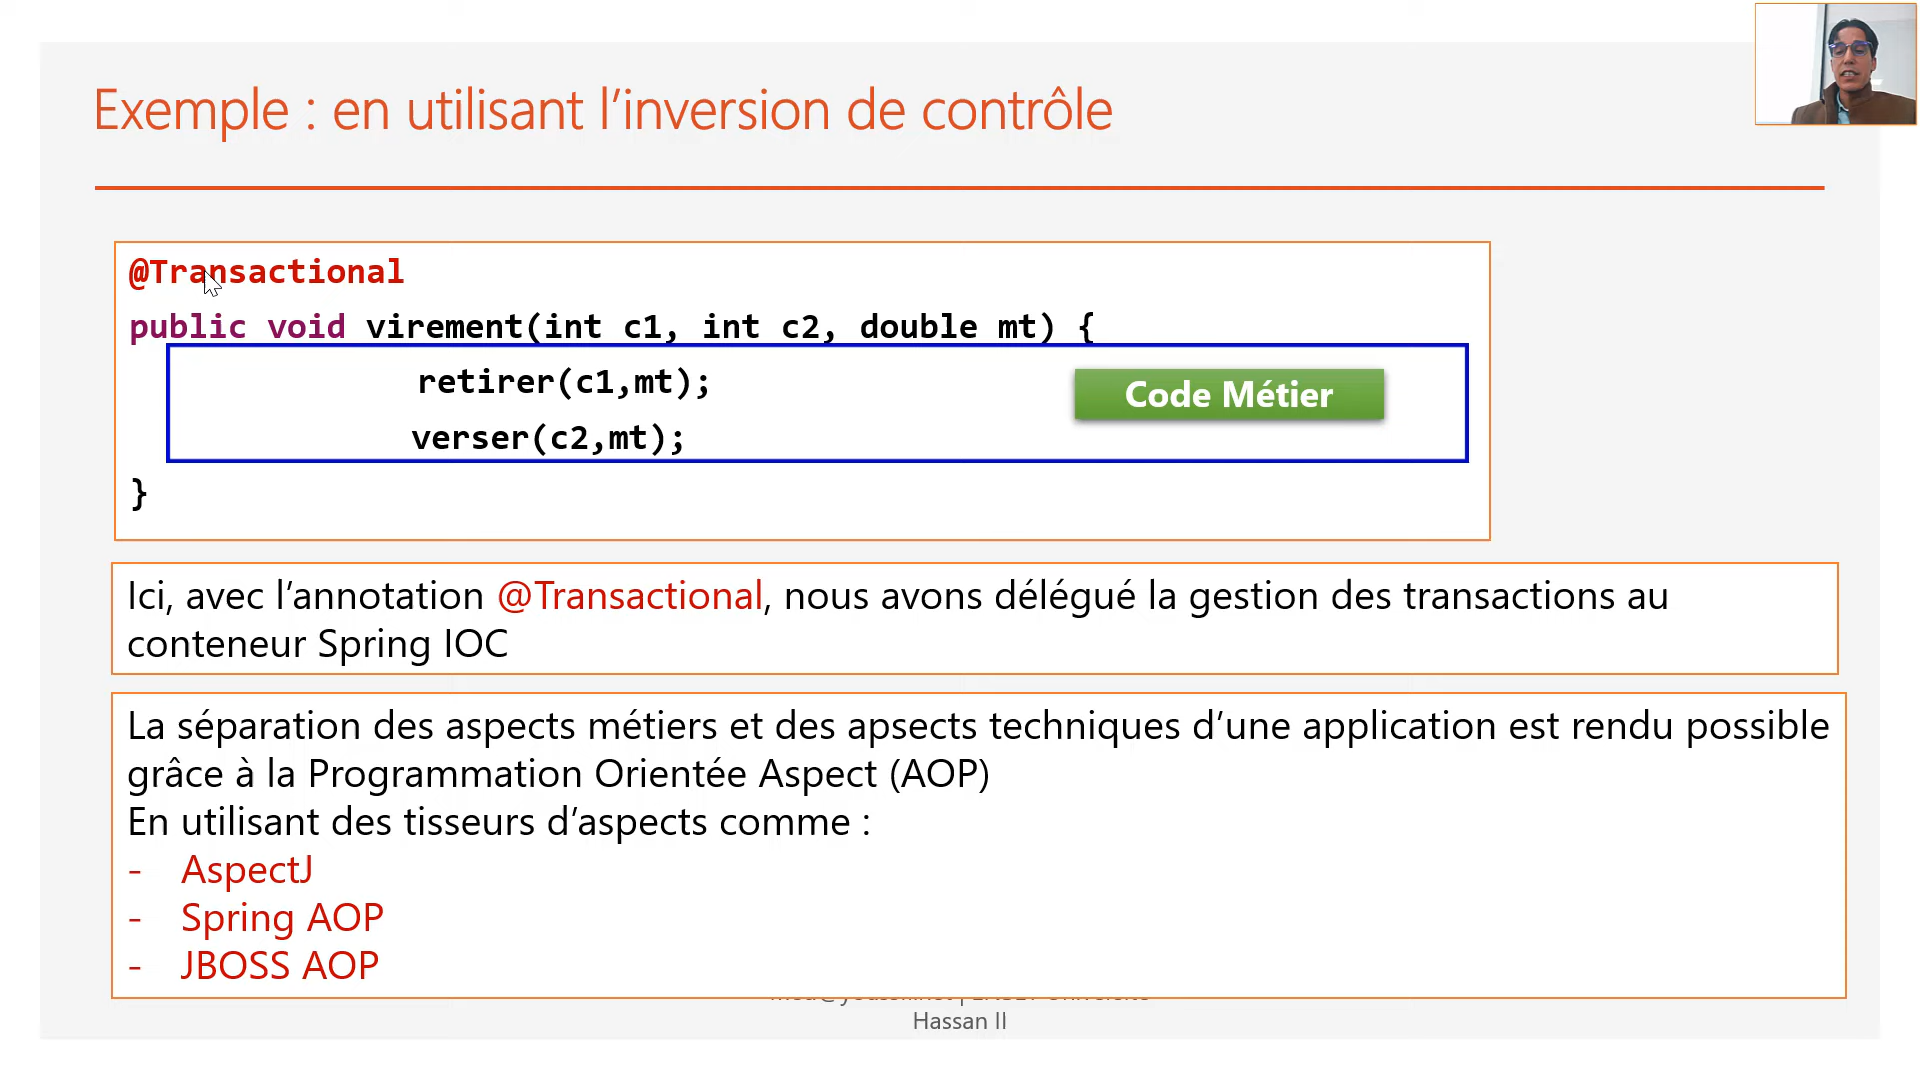 Exemple : en utilisant l’inversion de contrôle
@Transactional
public void virement(int c1, int c2, double mt) {
retirer(c1,mt);
Code Métier
verser(c2,mt);
}
Ici, avec l’annotation @Transactional, nous avons délégué la gestion des transactions au
conteneur Spring IOC
La séparation des aspects métiers et des apsects techniques d’une application est rendu possible
grâce à la Programmation Orientée Aspect (AOP)
En utilisant des tisseurs d’aspects comme :
- AspectJ
- Spring AOP
- JBOSS AOP
Hassan II